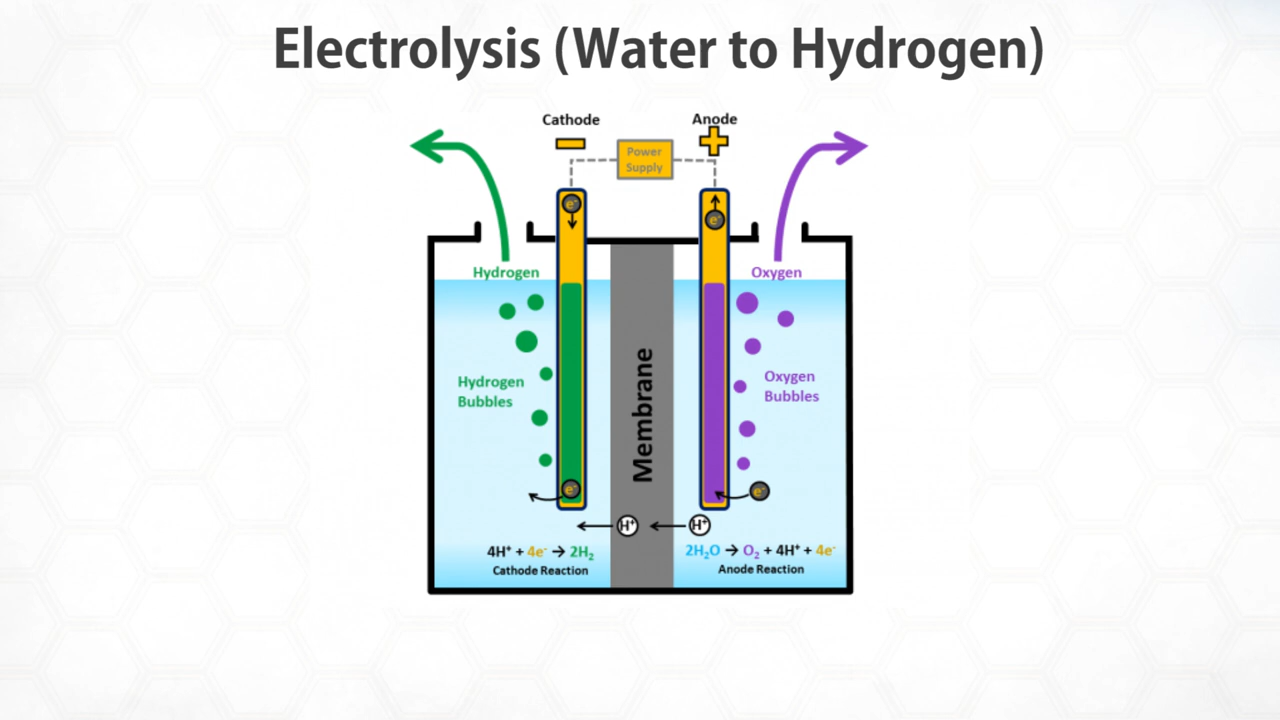 Electrolysis (Water to Hydrogen)
Cathode
Anode
Power
Supply
e-
e-
Hydrogen
Oxygen
Hydrogen
Bubbles
Membrane
Oxygen
Bubbles
e-
e-
H⁺
H⁺
4H⁺ + 4e⁻ → 2H₂
Cathode Reaction
2H₂O → O₂ + 4H⁺ + 4e⁻
Anode Reaction